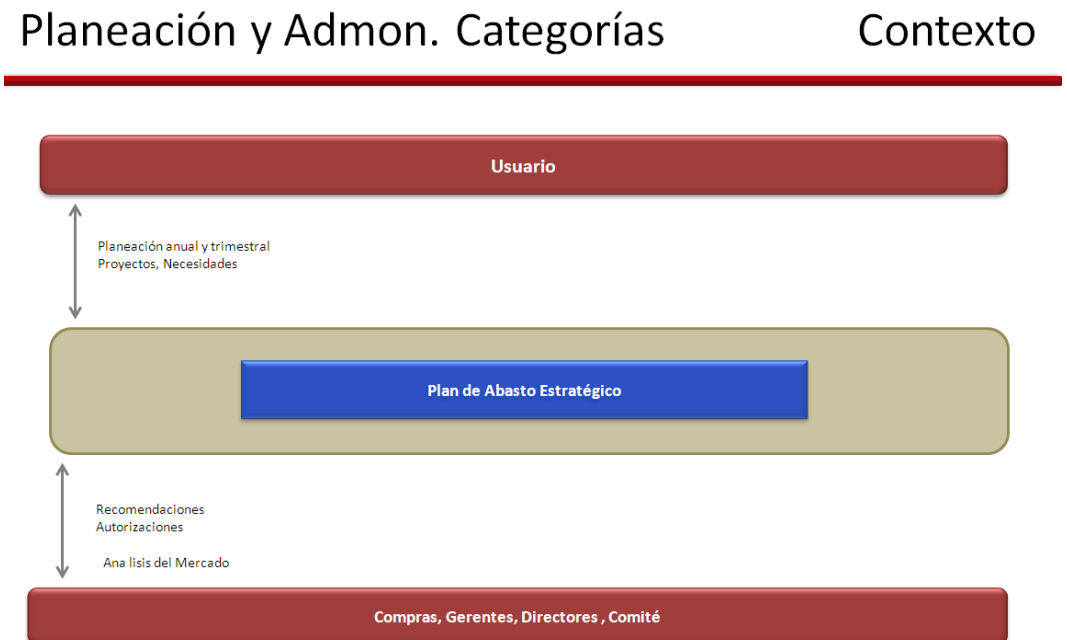 Planeación y Admon. Categorías Contexto
Usuario
Planeación anual y trimestral
Proyectos, Necesidades
Plan de Abasto Estratégico
Recomendaciones
Autorizaciones
Ana lisis del Mercado
Compras, Gerentes, Directores , Comité